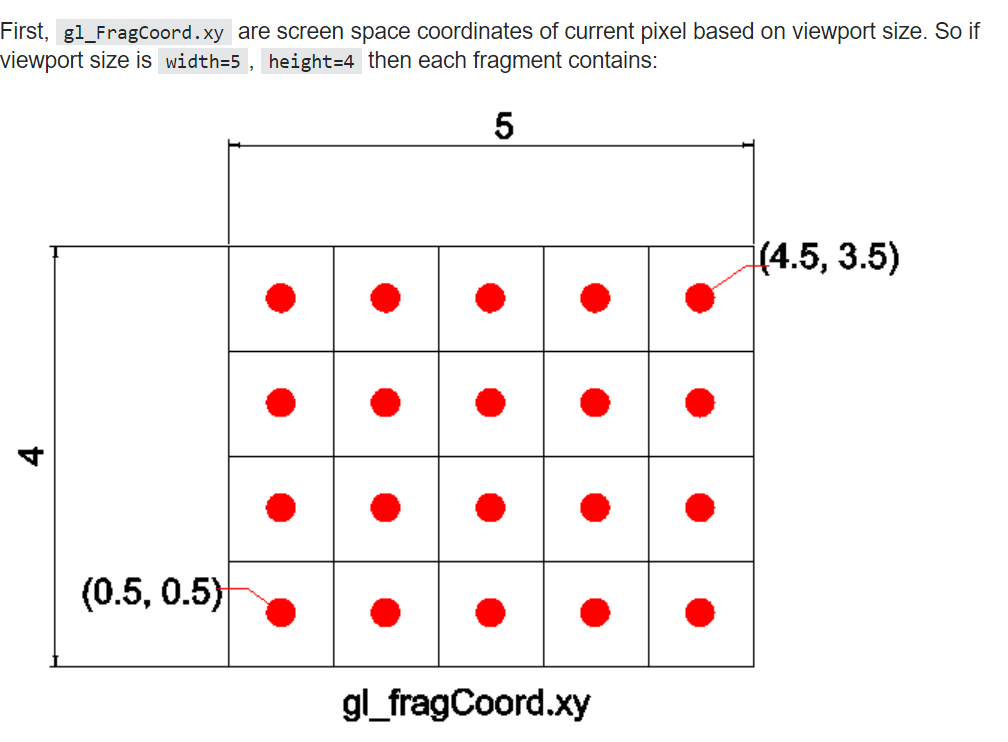 First, gl_FragCoord.xy are screen space coordinates of current pixel based on viewport size. So if
viewport size is width=5 , height=4 then each fragment contains:
5
(4.5, 3.5)
4
(0.5, 0.5)
gl_fragCoord.xy